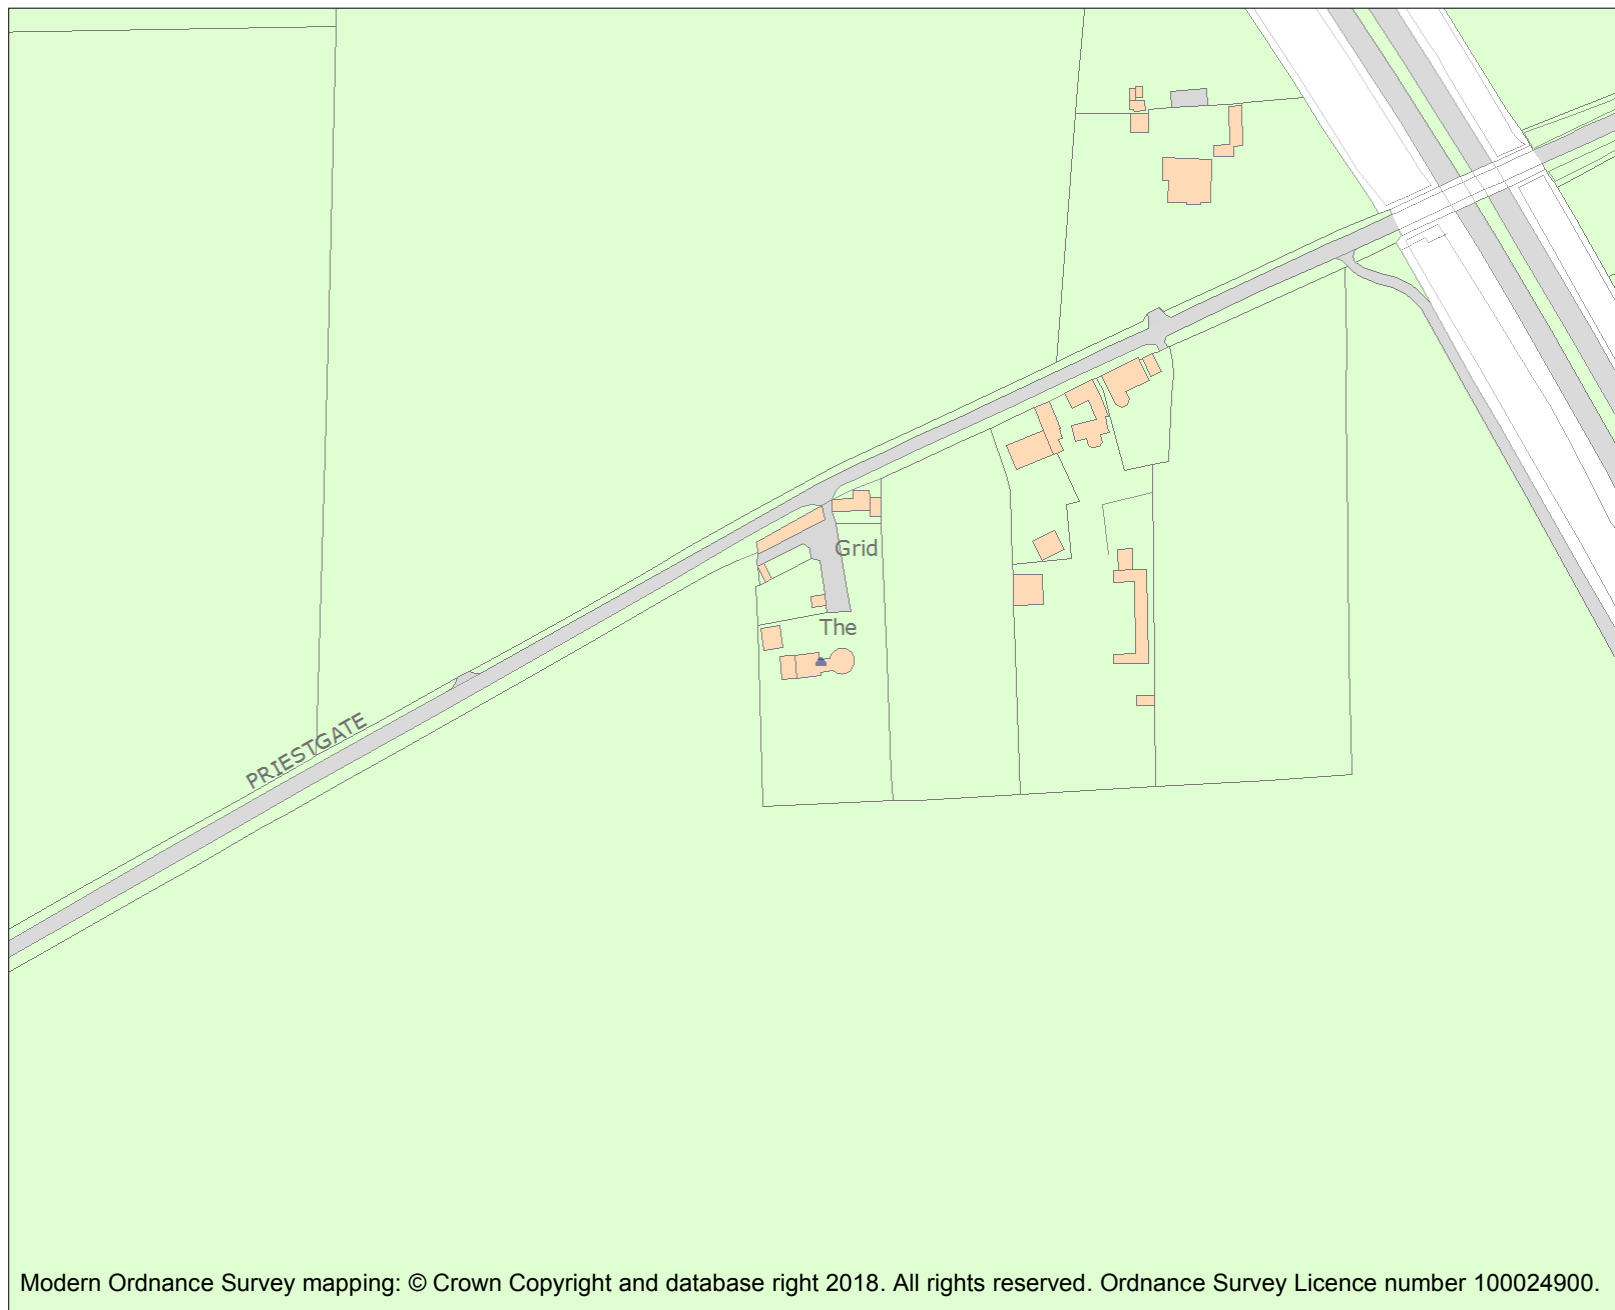 Grid
The
PRIESTGATE
Modern Ordnance Survey mapping: © Crown Copyright and database right 2018. All rights reserved. Ordnance Survey Licence number 100024900.